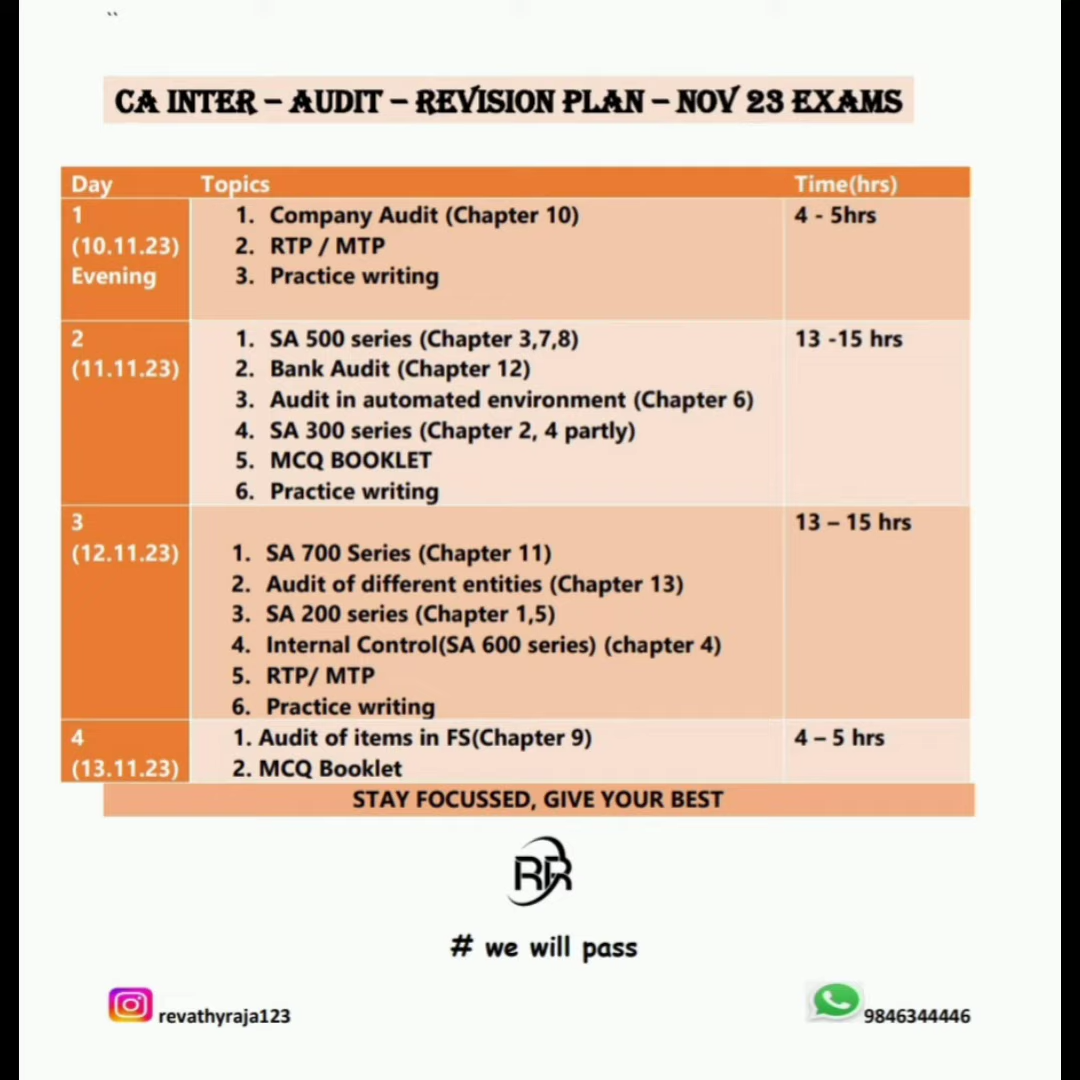 ``
CA INTER – AUDIT – REVISION PLAN – NOV 23 EXAMS
Day Topics Time(hrs)
1 1. Company Audit (Chapter 10) 4 - 5hrs
(10.11.23) 2. RTP / MTP
Evening 3. Practice writing
2 1. SA 500 series (Chapter 3,7,8) 13 -15 hrs
(11.11.23) 2. Bank Audit (Chapter 12)
3. Audit in automated environment (Chapter 6)
4. SA 300 series (Chapter 2, 4 partly)
5. MCQ BOOKLET
6. Practice writing
3 13 – 15 hrs
(12.11.23) 1. SA 700 Series (Chapter 11)
2. Audit of different entities (Chapter 13)
3. SA 200 series (Chapter 1,5)
4. Internal Control(SA 600 series) (chapter 4)
5. RTP/ MTP
6. Practice writing
4 1. Audit of items in FS(Chapter 9) 4 – 5 hrs
(13.11.23) 2. MCQ Booklet
STAY FOCUSSED, GIVE YOUR BEST
RR
# we will pass
revathyraja123 9846344446